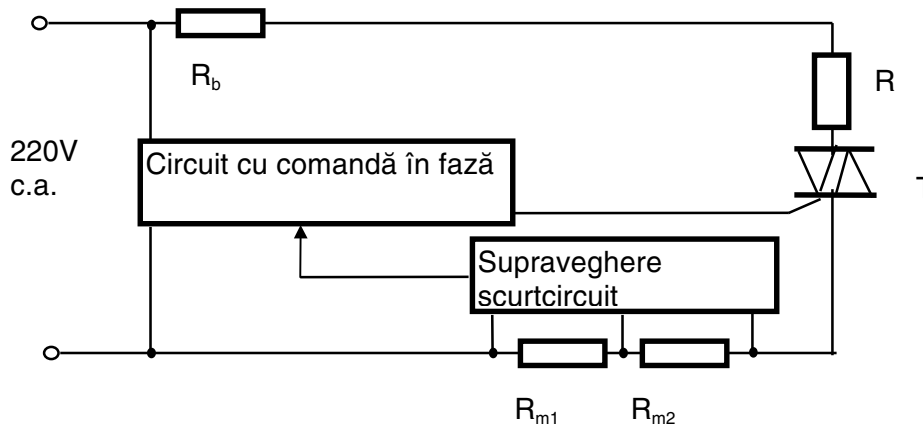 R_b
R
220V
c.a.
Circuit cu comandă în fază
Supraveghere
scurtcircuit
R_m1
R_m2